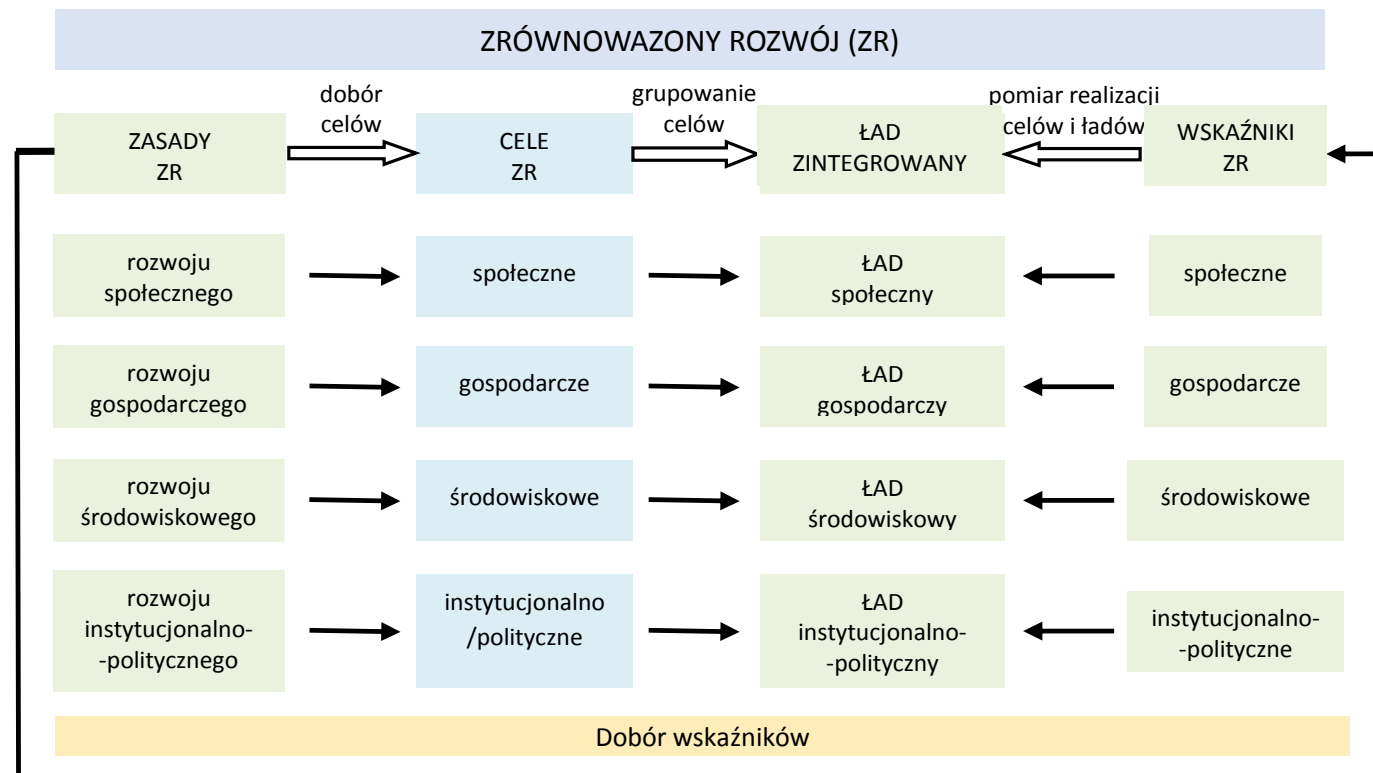 ZRÓWNOWAZONY ROZWÓJ (ZR)
dobór
celów
grupowanie
celów
pomiar realizacji
celów i ładów
ZASADY
ZR
CELE
ZR
ŁAD
ZINTEGROWANY
WSKAŹNIKI
ZR
rozwoju
społecznego
społeczne
ŁAD
społeczny
społeczne
rozwoju
gospodarczego
gospodarcze
ŁAD
gospodarczy
gospodarcze
rozwoju
środowiskowego
środowiskowe
ŁAD
środowiskowy
środowiskowe
rozwoju
instytucjonalno-
-politycznego
instytucjonalno
/polityczne
ŁAD
instytucjonalno-
-polityczny
instytucjonalno-
-polityczne
Dobór wskaźników